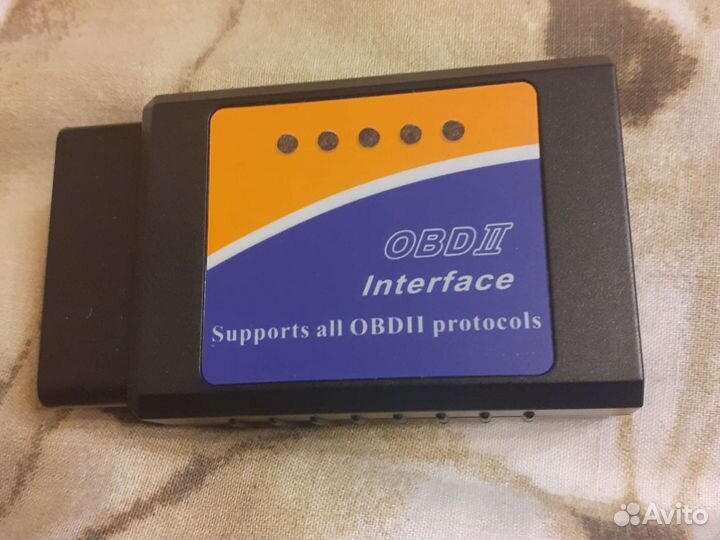 OBDII
Interface
Supports all OBDII protocols
Avito